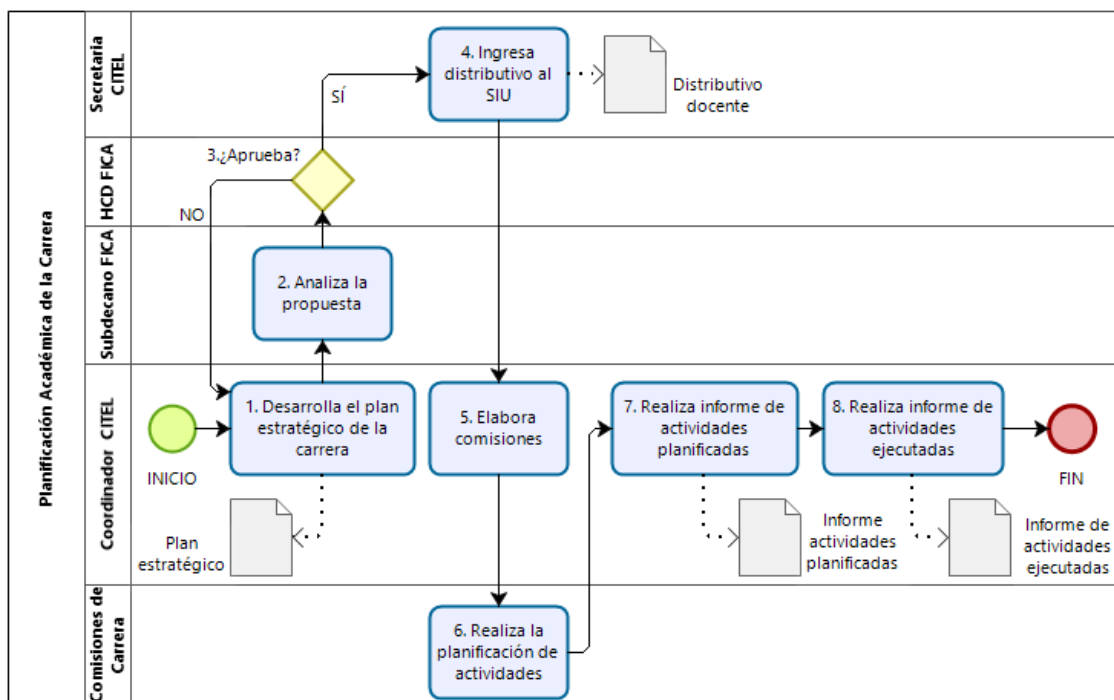 Planificación Académica de la Carrera
Secretaria
CITEL
4. Ingresa
distributivo al
SIU
Distributivo
docente
SÍ
HCD FICA
3.¿Aprueba?
NO
Subdecano FICA
2. Analiza la
propuesta
Coordinador CITEL
INICIO
1. Desarrolla el plan
estratégico de la
carrera
Plan
estratégico
5. Elabora
comisiones
7. Realiza informe de
actividades
planificadas
Informe
actividades
planificadas
8. Realiza informe de
actividades
ejecutadas
Informe de
actividades
ejecutadas
FIN
Comisiones de
Carrera
6. Realiza la
planificación de
actividades